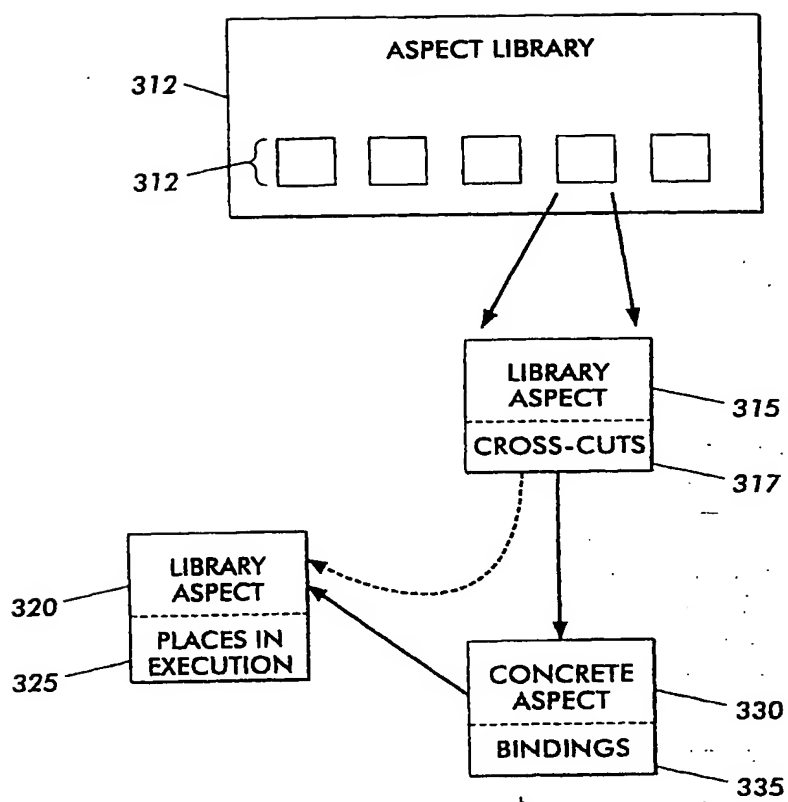 ASPECT LIBRARY
312
312
LIBRARY
ASPECT
315
CROSS-CUTS
317
LIBRARY
ASPECT
320
PLACES IN
EXECUTION
325
CONCRETE
ASPECT
330
BINDINGS
335